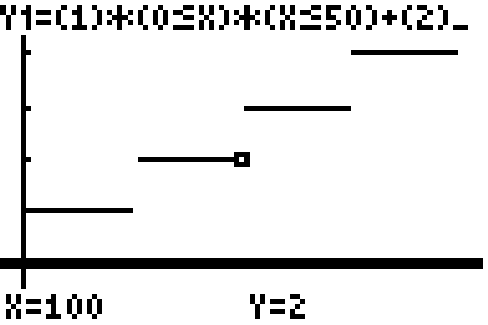 Y1=(1)*(0≤X)*(X≤50)+(2)_
X=100 Y=2